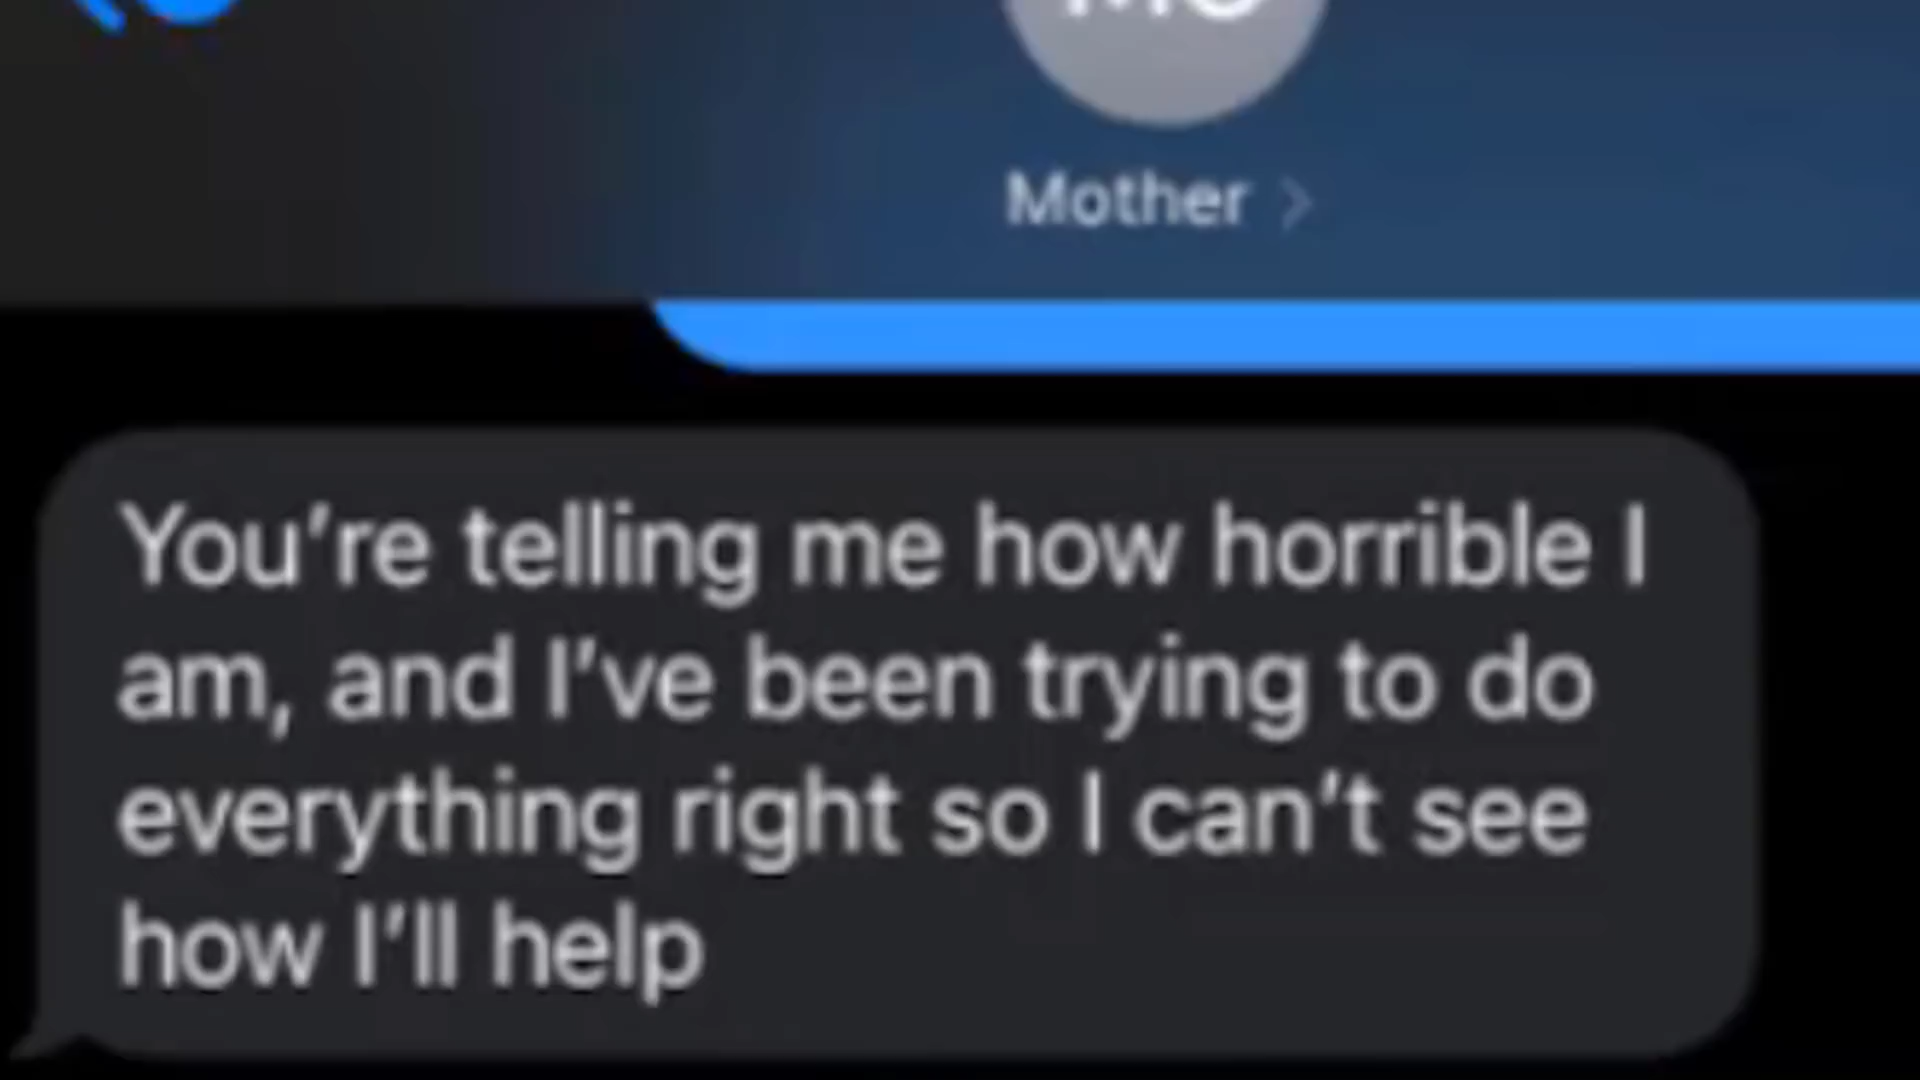 Mother
You’re telling me how horrible I
am, and I’ve been trying to do
everything right so I can’t see
how I’ll help